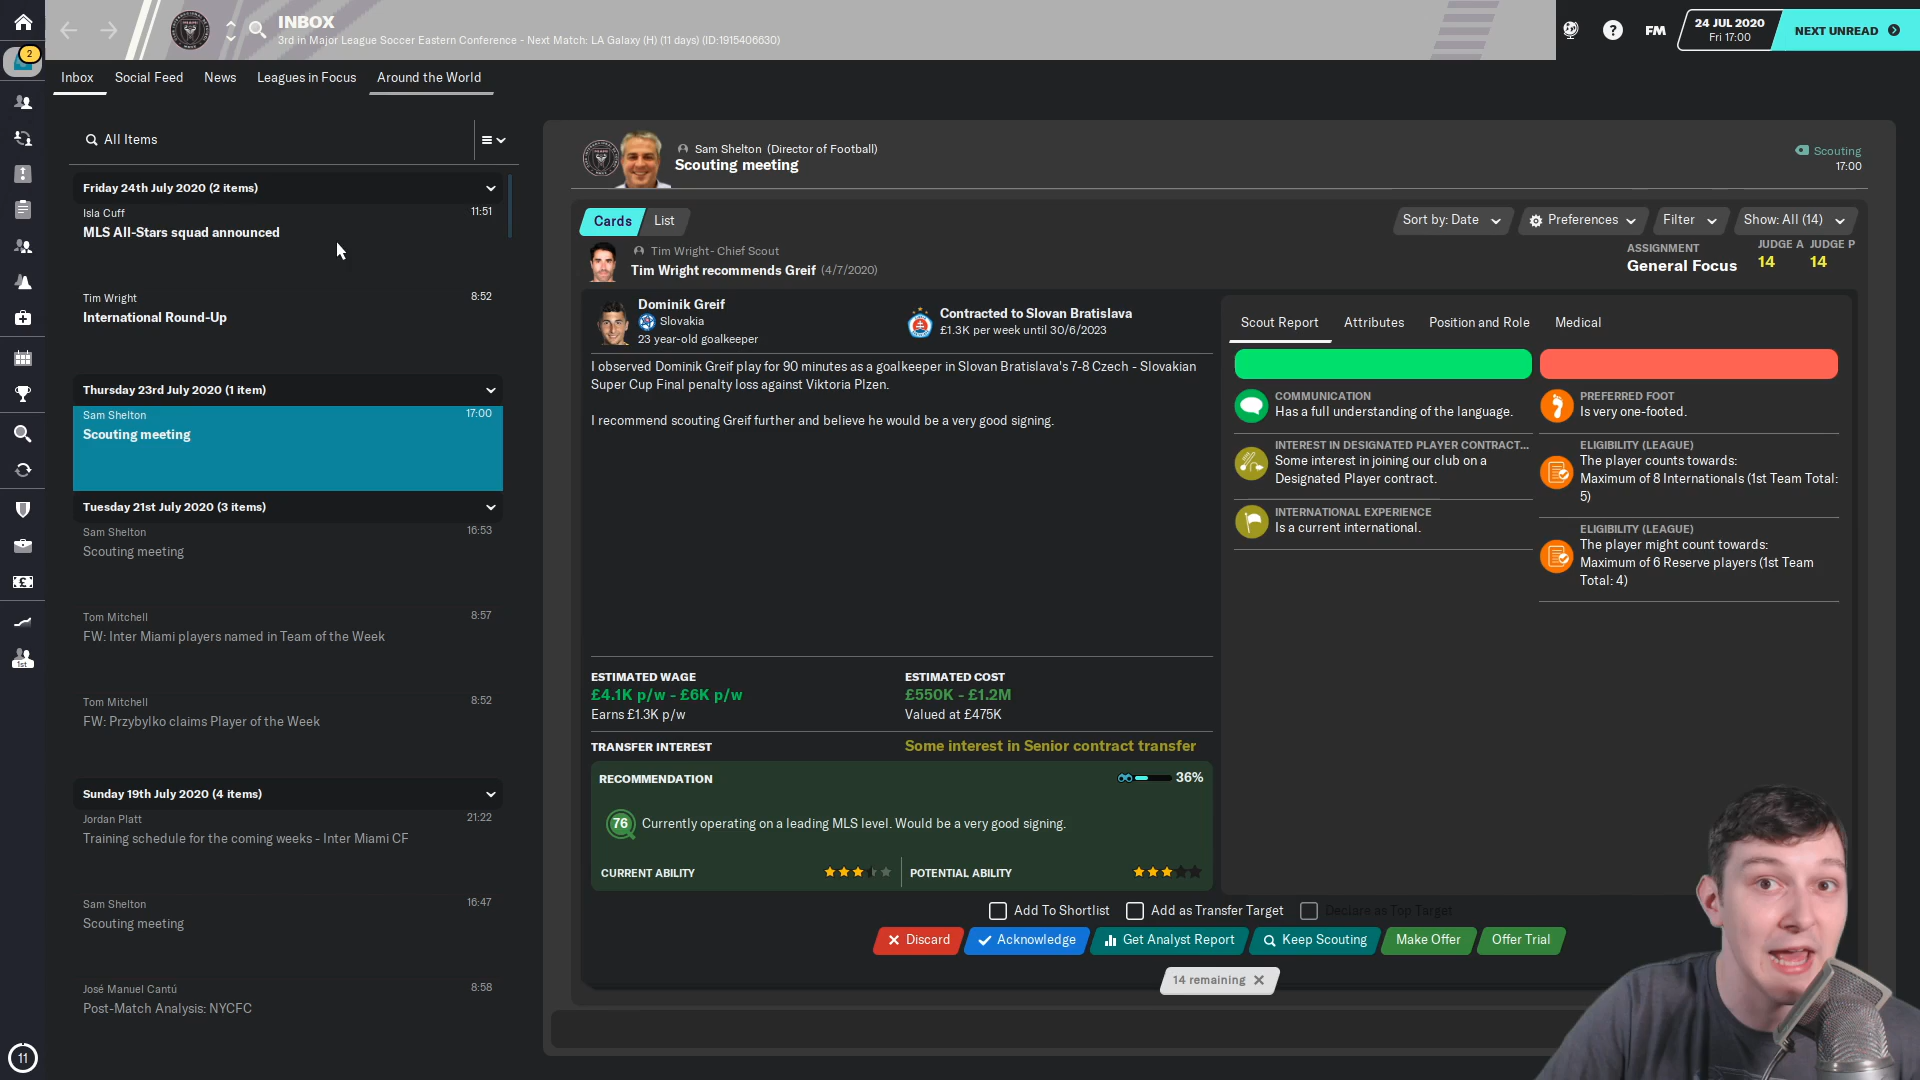 2
INBOX
3rd in Major League Soccer Eastern Conference - Next Match: LA Galaxy (H) (11 days) (ID:1915406630)
FM
24 JUL 2020
Fri 17:00
NEXT UNREAD
Inbox
Social Feed
News
Leagues in Focus
Around the World
All Items
Friday 24th July 2020 (2 items)
Isla Cuff
11:51
MLS All-Stars squad announced
Tim Wright
8:52
International Round-Up
Thursday 23rd July 2020 (1 item)
Sam Shelton
17:00
Scouting meeting
Tuesday 21st July 2020 (3 items)
Sam Shelton
16:53
Scouting meeting
Tom Mitchell
8:57
FW: Inter Miami players named in Team of the Week
Tom Mitchell
8:52
FW: Przybylko claims Player of the Week
Sunday 19th July 2020 (4 items)
Jordan Platt
21:22
Training schedule for the coming weeks - Inter Miami CF
Sam Shelton
16:47
Scouting meeting
José Manuel Cantú
8:58
Post-Match Analysis: NYCFC
1st
11
Sam Shelton (Director of Football)
Scouting meeting
Scouting
17:00
Cards
List
Sort by: Date
Preferences
Filter
Show: All (14)
Tim Wright- Chief Scout
Tim Wright recommends Greif (4/7/2020)
ASSIGNMENT
General Focus
JUDGE A
14
JUDGE P
14
Dominik Greif
Slovakia
23 year-old goalkeeper
Contracted to Slovan Bratislava
£1.3K per week until 30/6/2023
I observed Dominik Greif play for 90 minutes as a goalkeeper in Slovan Bratislava's 7-8 Czech - Slovakian
Super Cup Final penalty loss against Viktoria Plzen.
I recommend scouting Greif further and believe he would be a very good signing.
Scout Report
Attributes
Position and Role
Medical
COMMUNICATION
Has a full understanding of the language.
INTEREST IN DESIGNATED PLAYER CONTRACT...
Some interest in joining our club on a
Designated Player contract.
INTERNATIONAL EXPERIENCE
Is a current international.
PREFERRED FOOT
Is very one-footed.
ELIGIBILITY (LEAGUE)
The player counts towards:
Maximum of 8 Internationals (1st Team Total:
5)
ELIGIBILITY (LEAGUE)
The player might count towards:
Maximum of 6 Reserve players (1st Team
Total: 4)
ESTIMATED WAGE
£4.1K p/w - £6K p/w
Earns £1.3K p/w
ESTIMATED COST
£550K - £1.2M
Valued at £475K
TRANSFER INTEREST
Some interest in Senior contract transfer
RECOMMENDATION
36%
76
Currently operating on a leading MLS level. Would be a very good signing.
CURRENT ABILITY
POTENTIAL ABILITY
Add To Shortlist
Add as Transfer Target
Declare as Top Target
Discard
Acknowledge
Get Analyst Report
Keep Scouting
Make Offer
Offer Trial
14 remaining